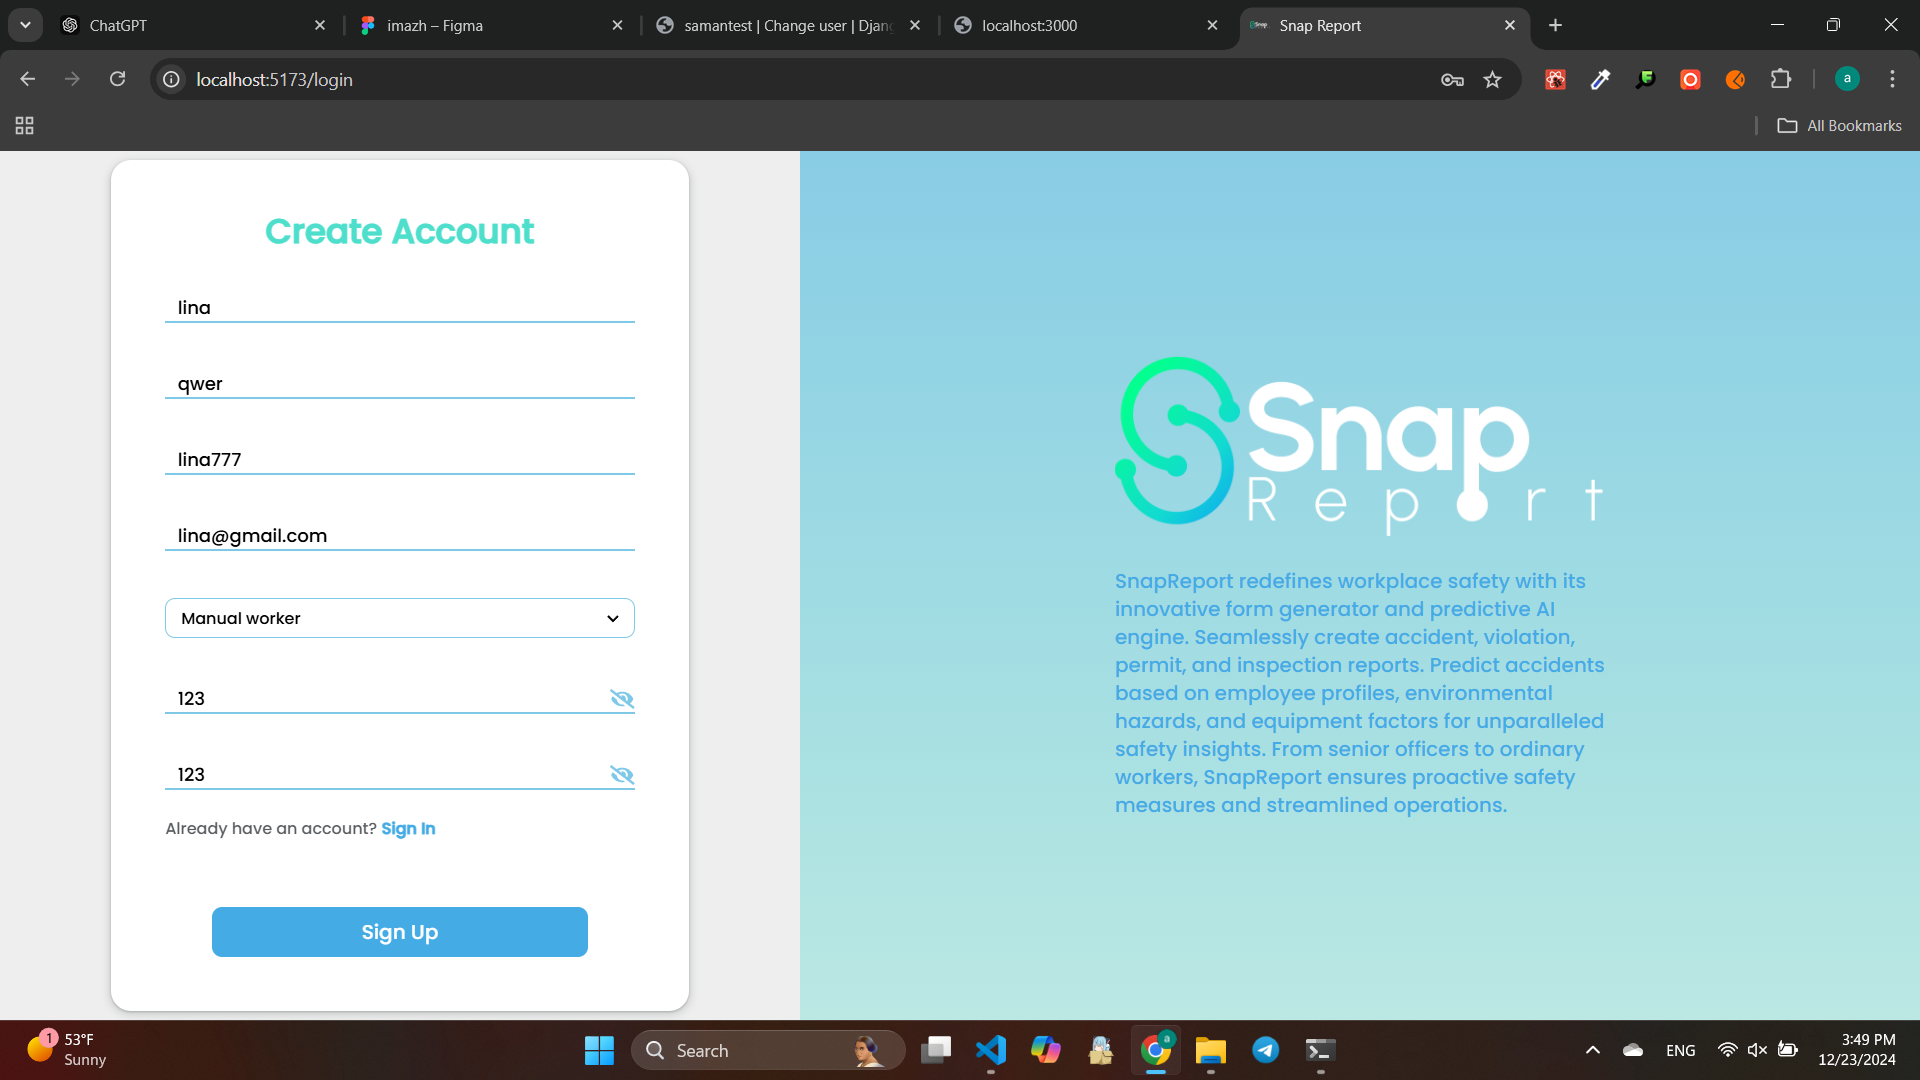 ChatGPT
imazh – Figma
samantest | Change user | Djang
localhost:3000
Snap Report
localhost:5173/login
a
All Bookmarks
Create Account
lina
qwer
lina777
lina@gmail.com
Manual worker
123
123
Already have an account? Sign In
Sign Up
Snap
Report
SnapReport redefines workplace safety with its
innovative form generator and predictive AI
engine. Seamlessly create accident, violation,
permit, and inspection reports. Predict accidents
based on employee profiles, environmental
hazards, and equipment factors for unparalleled
safety insights. From senior officers to ordinary
workers, SnapReport ensures proactive safety
measures and streamlined operations.
1
53°F
Sunny
Search
a
ENG
3:49 PM
12/23/2024